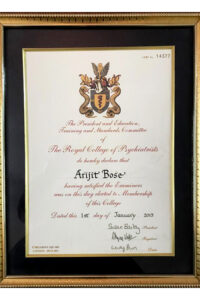 14577
The President and Education,
Training and Standards Committee
of
The Royal College of Psychiatrists
do hereby declare that
Arijit Bose
having satisfied the Examiners
was on this day elected to Membership
of this College
Dated this 1st day of January 2013
President
Registrar
Dean